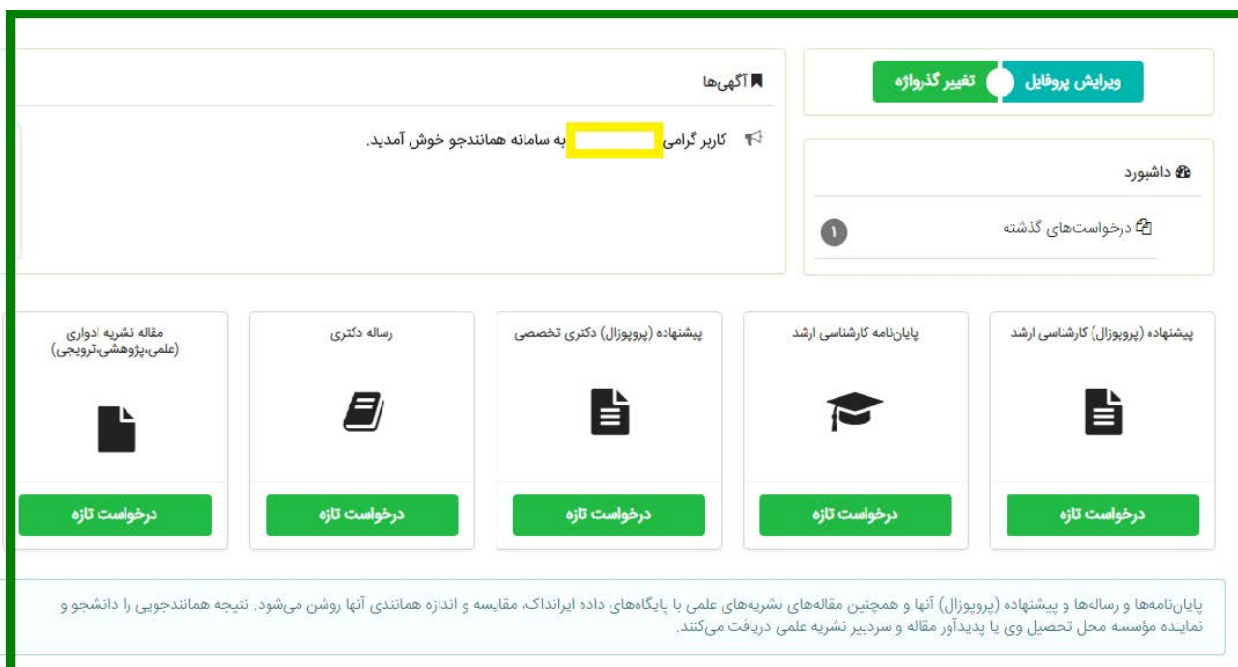 ویرایش پروفایل
تغییر گذرواژه
داشبورد
درخواست‌های گذشته
۱
آگهی‌ها
کاربر گرامی به سامانه همانندجو خوش آمدید.
پیشنهاده (پروپوزال) کارشناسی ارشد
درخواست تازه
پایان‌نامه کارشناسی ارشد
درخواست تازه
پیشنهاده (پروپوزال) دکتری تخصصی
درخواست تازه
رساله دکتری
درخواست تازه
مقاله نشریه ادواری
(علمی،پژوهشی،ترویجی)
درخواست تازه
پایان‌نامه‌ها و رساله‌ها و پیشنهاده (پروپوزال) آنها و همچنین مقاله‌های نشریه‌های علمی با پایگاه‌های داده ایرانداک، مقایسه و اندازه همانندی آنها روشن می‌شود. نتیجه همانندجویی را دانشجو و
نماینده مؤسسه محل تحصیل وی یا پدیدآور مقاله و سردبیر نشریه علمی دریافت می‌کنند.